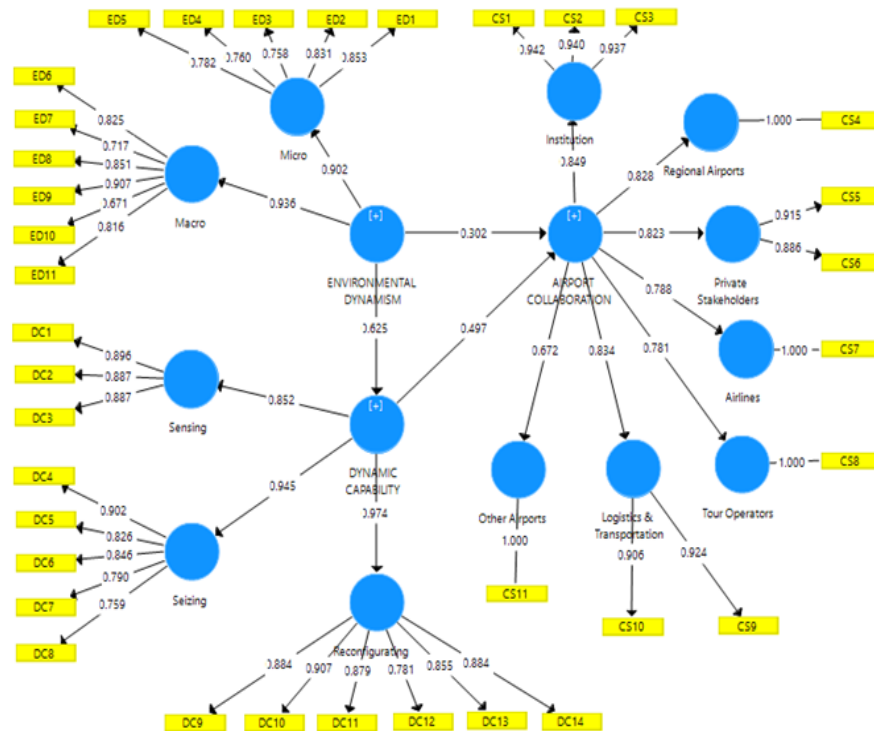 ED5 ED4 ED3 ED2 ED1 CS1 CS2 CS3
0.782 0.760 0.758 0.831 0.853 0.942 0.940 0.937
ED6
ED7
ED8
ED9
ED10
ED11
0.825
0.717
0.851
0.907
0.671
0.816
Macro
Micro
Institution
0.902
0.936
0.849
0.828
Regional Airports
1.000
CS4
[+]
ENVIRONMENTAL
DYNAMISM
0.302
[+]
AIRPORT
COLLABORATION
0.823
Private
Stakeholders
0.915
0.886
CS5
CS6
0.625
0.497
0.788
Airlines
1.000
CS7
0.781
Tour Operators
1.000
CS8
0.672
0.834
Other Airports
1.000
CS11
Logistics &
Transportation
0.906
0.924
CS10
CS9
DC1
DC2
DC3
0.896
0.887
0.887
Sensing
0.852
[+]
DYNAMIC
CAPABILITY
0.945
0.974
DC4
DC5
DC6
DC7
DC8
0.902
0.826
0.846
0.790
0.759
Seizing
Reconfigurating
0.884 0.907 0.879 0.781 0.855 0.884
DC9 DC10 DC11 DC12 DC13 DC14